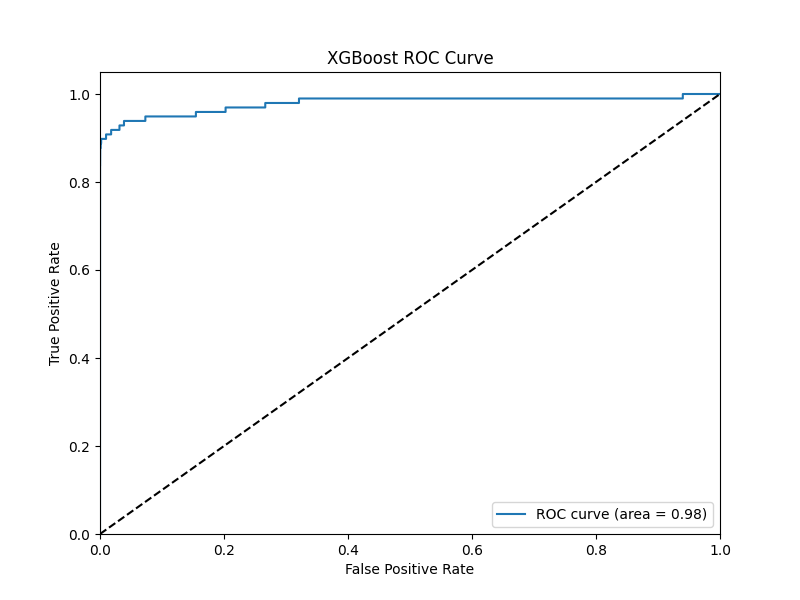 XGBoost ROC Curve
True Positive Rate
1.0
0.8
0.6
0.4
0.2
0.0
ROC curve (area = 0.98)
0.0 0.2 0.4 0.6 0.8 1.0
False Positive Rate